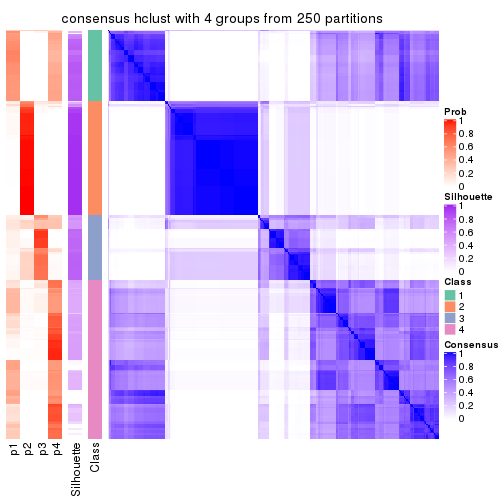 consensus hclust with 4 groups from 250 partitions
Prob
1
0.8
0.6
0.4
0.2
0
Silhouette
1
0.8
0.6
0.4
0.2
0
Class
1
2
3
4
Consensus
1
0.8
0.6
0.4
0.2
0
p1
p2
p3
p4
Silhouette
Class